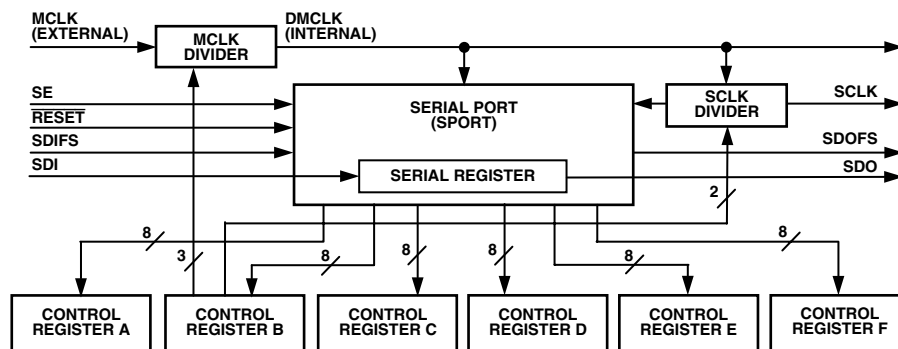 MCLK
(EXTERNAL)
MCLK
DIVIDER
DMCLK
(INTERNAL)
SE
RESET
SDIFS
SDI
SERIAL PORT
(SPORT)
SERIAL REGISTER
SCLK
DIVIDER
SCLK
SDOFS
SDO
2
8
3
8
8
8
8
8
CONTROL
REGISTER A
CONTROL
REGISTER B
CONTROL
REGISTER C
CONTROL
REGISTER D
CONTROL
REGISTER E
CONTROL
REGISTER F